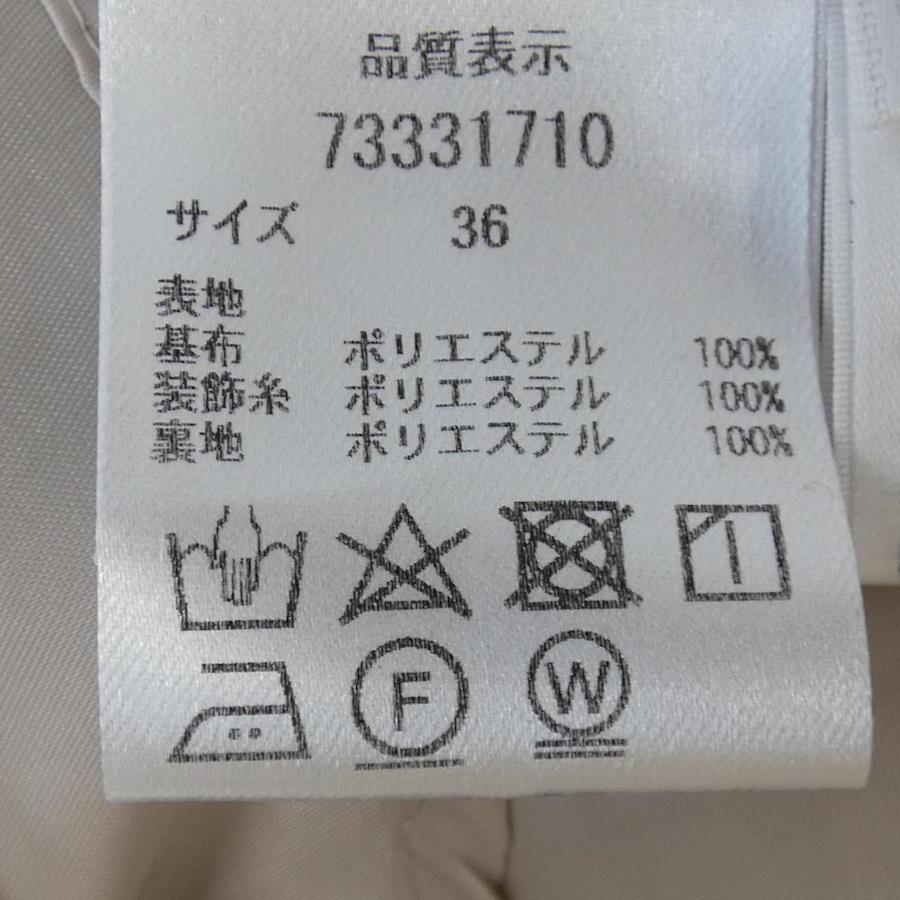 品質表示
73331710
サイズ 36
表地
基布 ポリエステル 100%
装飾糸 ポリエステル 100%
裏地 ポリエステル 100%
F W